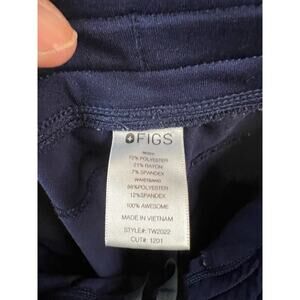 FIGS
BODY:
72% POLYESTER
21% RAYON
7% SPANDEX
WAISTBAND:
88% POLYESTER
12% SPANDEX
100% AWESOME
MADE IN VIETNAM
STYLE#: TW2022
CUT#: 1201